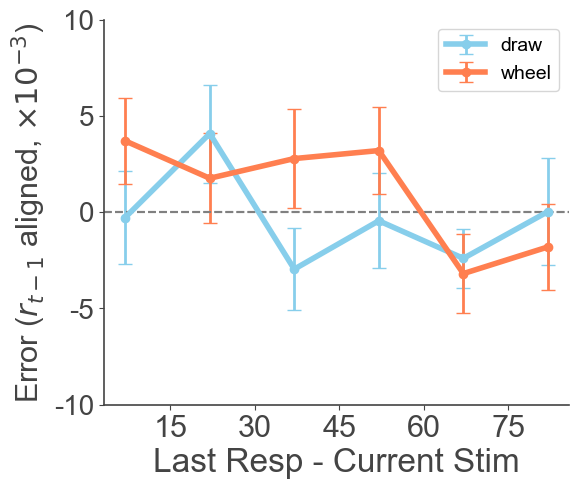 10
5
0
-5
-10
Error ($r_{t-1}$ aligned, $\times 10^{-3}$)
draw
wheel
15 30 45 60 75
Last Resp - Current Stim